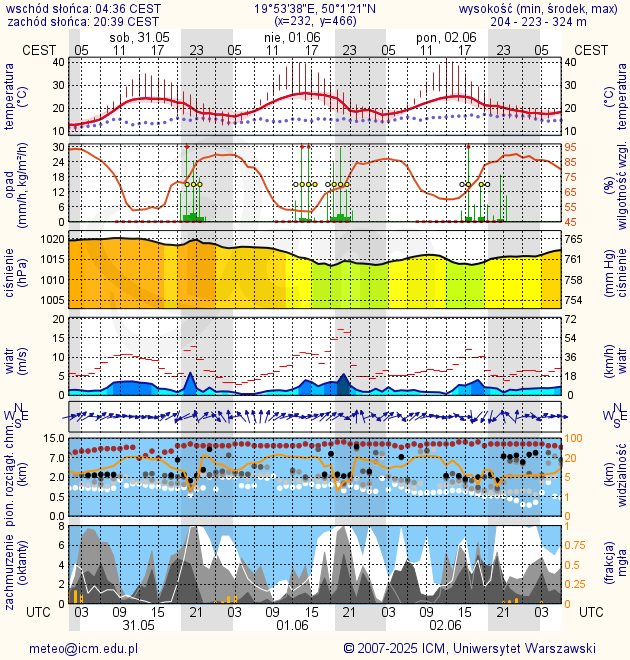 wschód słońca: 04:36 CEST 19°53'38"E, 50°1'21"N wysokość (min, środek, max)
zachód słońca: 20:39 CEST (x=232, y=466) 204 - 223 - 324 m
sob, 31.05 nie, 01.06 pon, 02.06
CEST 05 11 17 23 05 11 17 23 05 11 17 23 05 CEST
temperatura (°C) 40 30 20 10 40 30 20 10 temperatura (°C)
opad (mm/h, kg/m²/h) 30 24 18 12 6 0 95 85 75 65 55 45 (%) wilgotność wzgl.
ciśnienie (hPa) 1020 1015 1010 1005 765 761 758 754 (mm Hg) ciśnienie
wiatr (m/s) 20 15 10 5 0 72 54 36 18 0 (km/h) wiatr
N W E S N W E S
pion. rozciągł. chm. (km) 15.0 7.0 2.0 0.5 0.0 100 20 5 1 0 (km) widzialność
zachmurzenie (oktanty) 8 6 4 2 0 1 0.75 0.5 0.25 0 (frakcja) mgła
UTC 03 09 15 21 03 09 15 21 03 09 15 21 03 UTC
31.05 01.06 02.06
meteo@icm.edu.pl © 2007-2025 ICM, Uniwersytet Warszawski